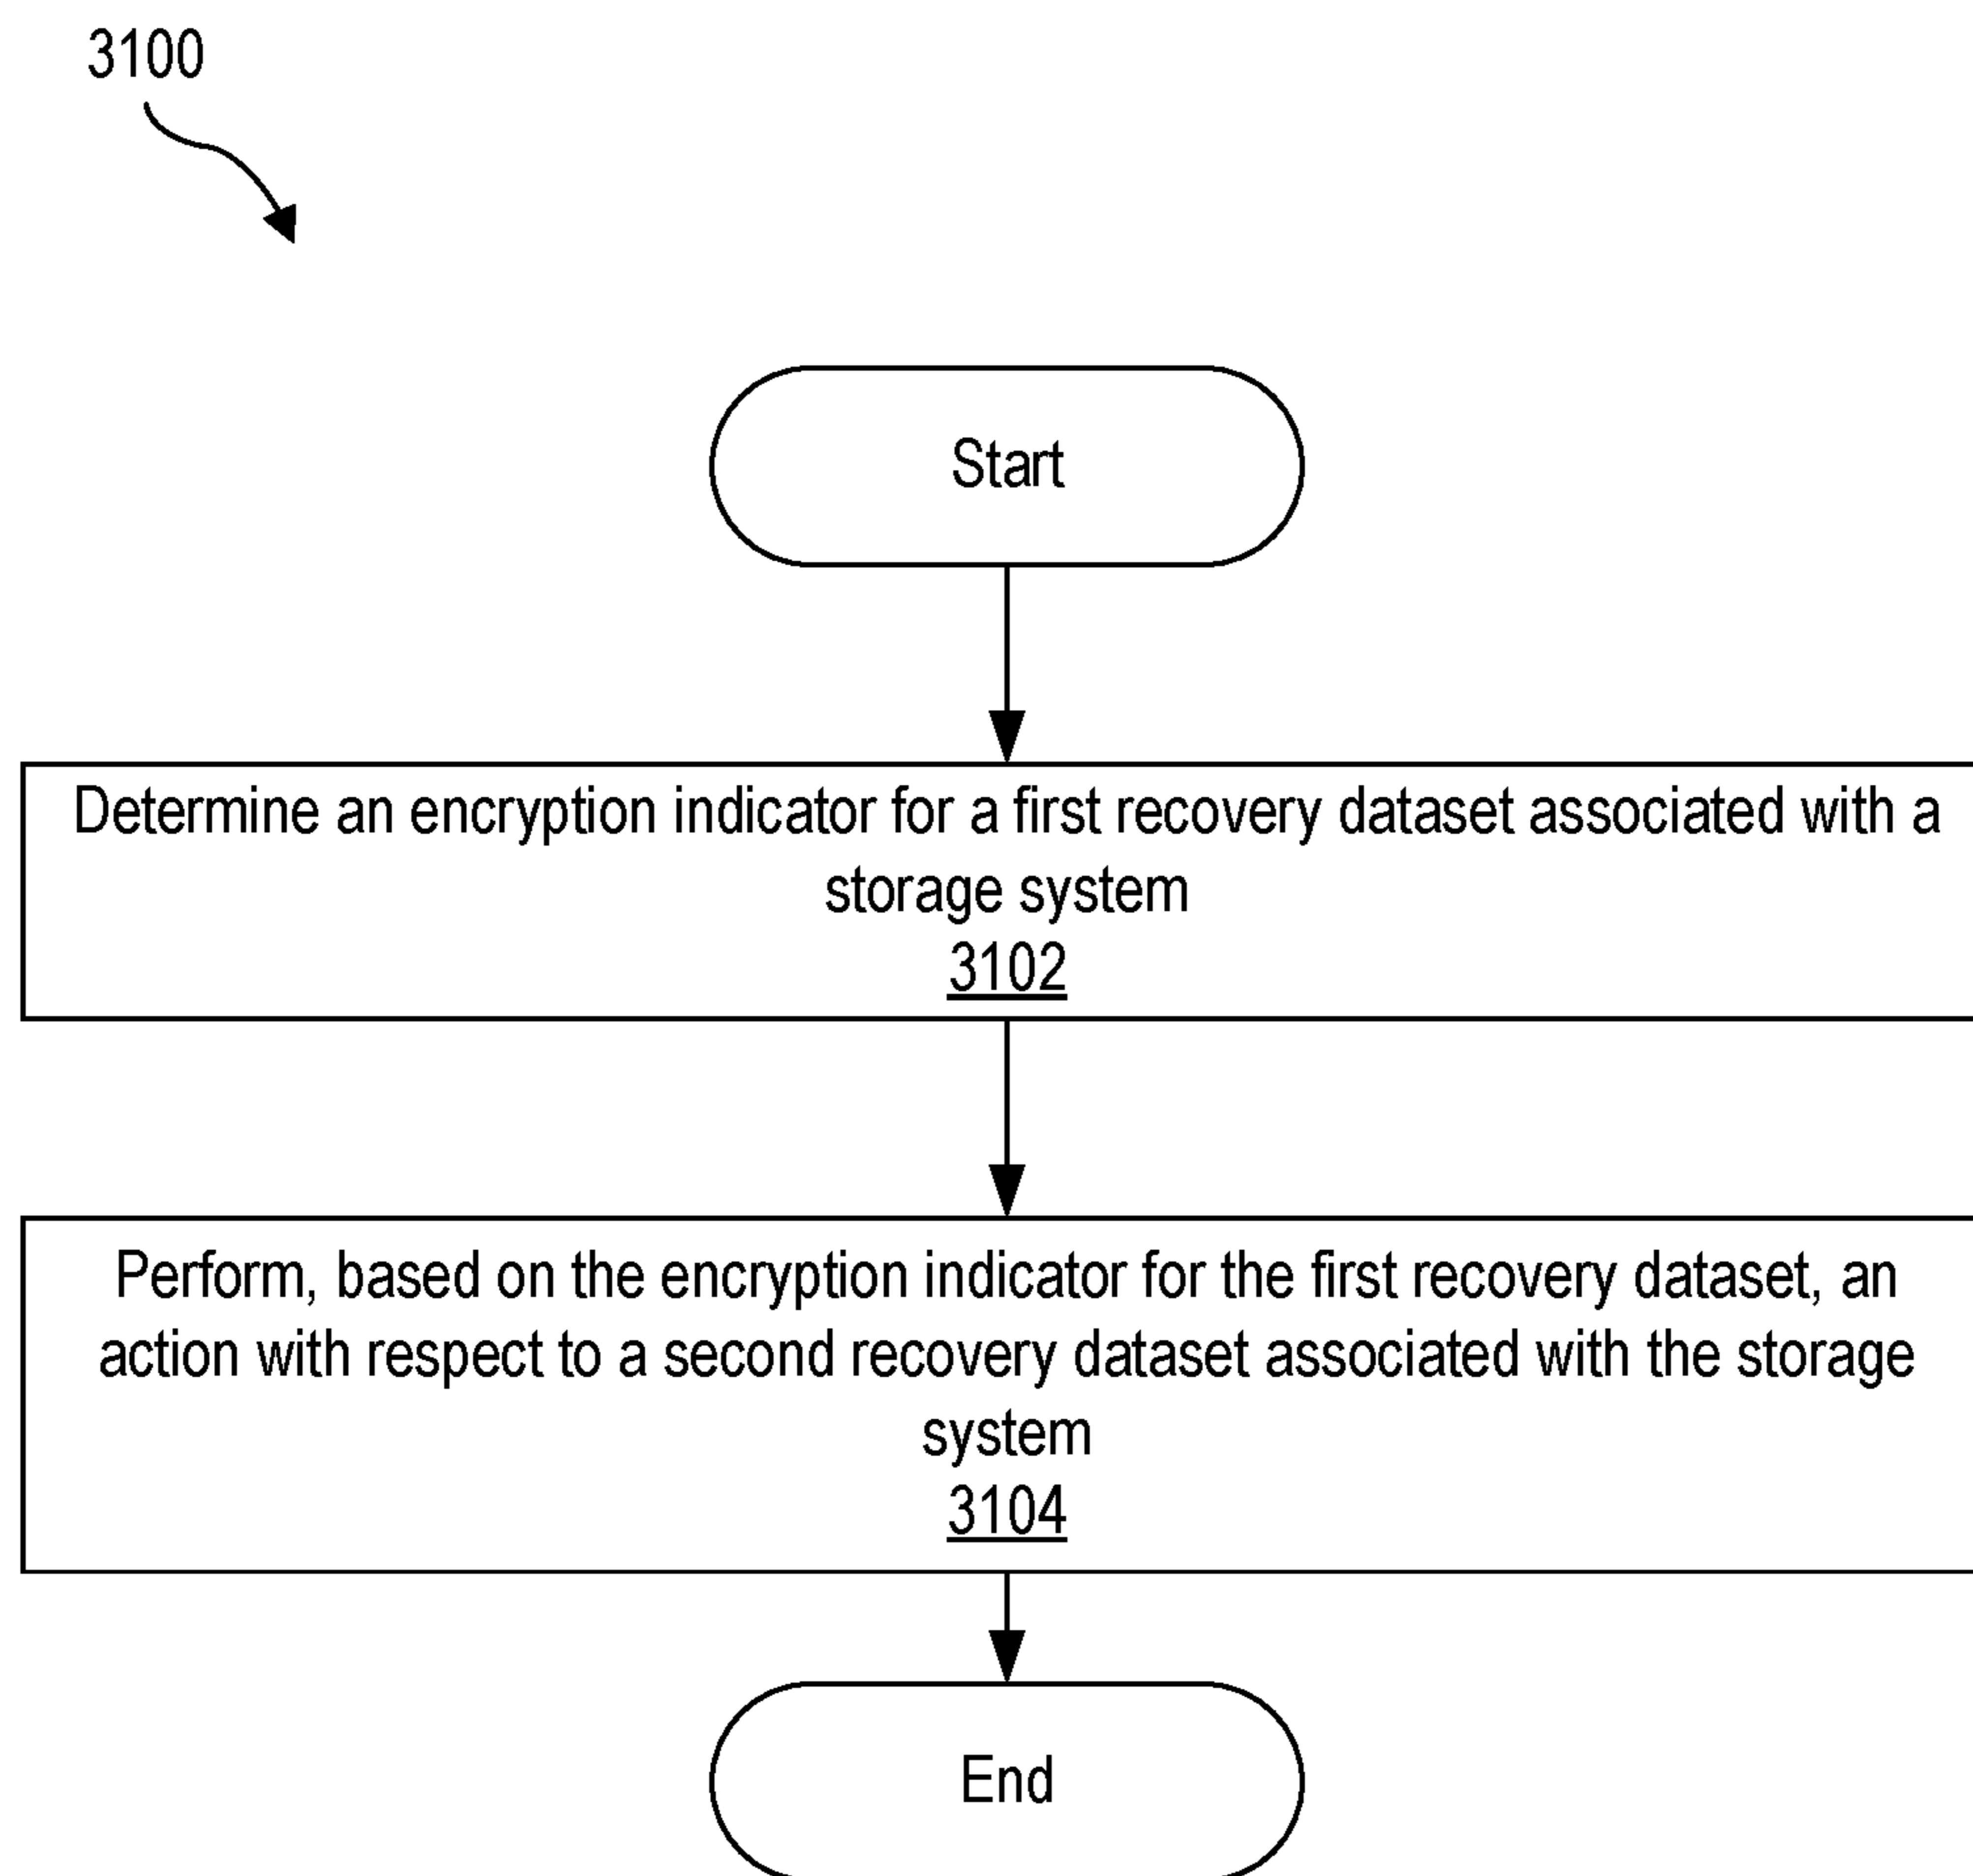 3100
Start
Determine an encryption indicator for a first recovery dataset associated with a
storage system
3102
Perform, based on the encryption indicator for the first recovery dataset, an
action with respect to a second recovery dataset associated with the storage
system
3104
End